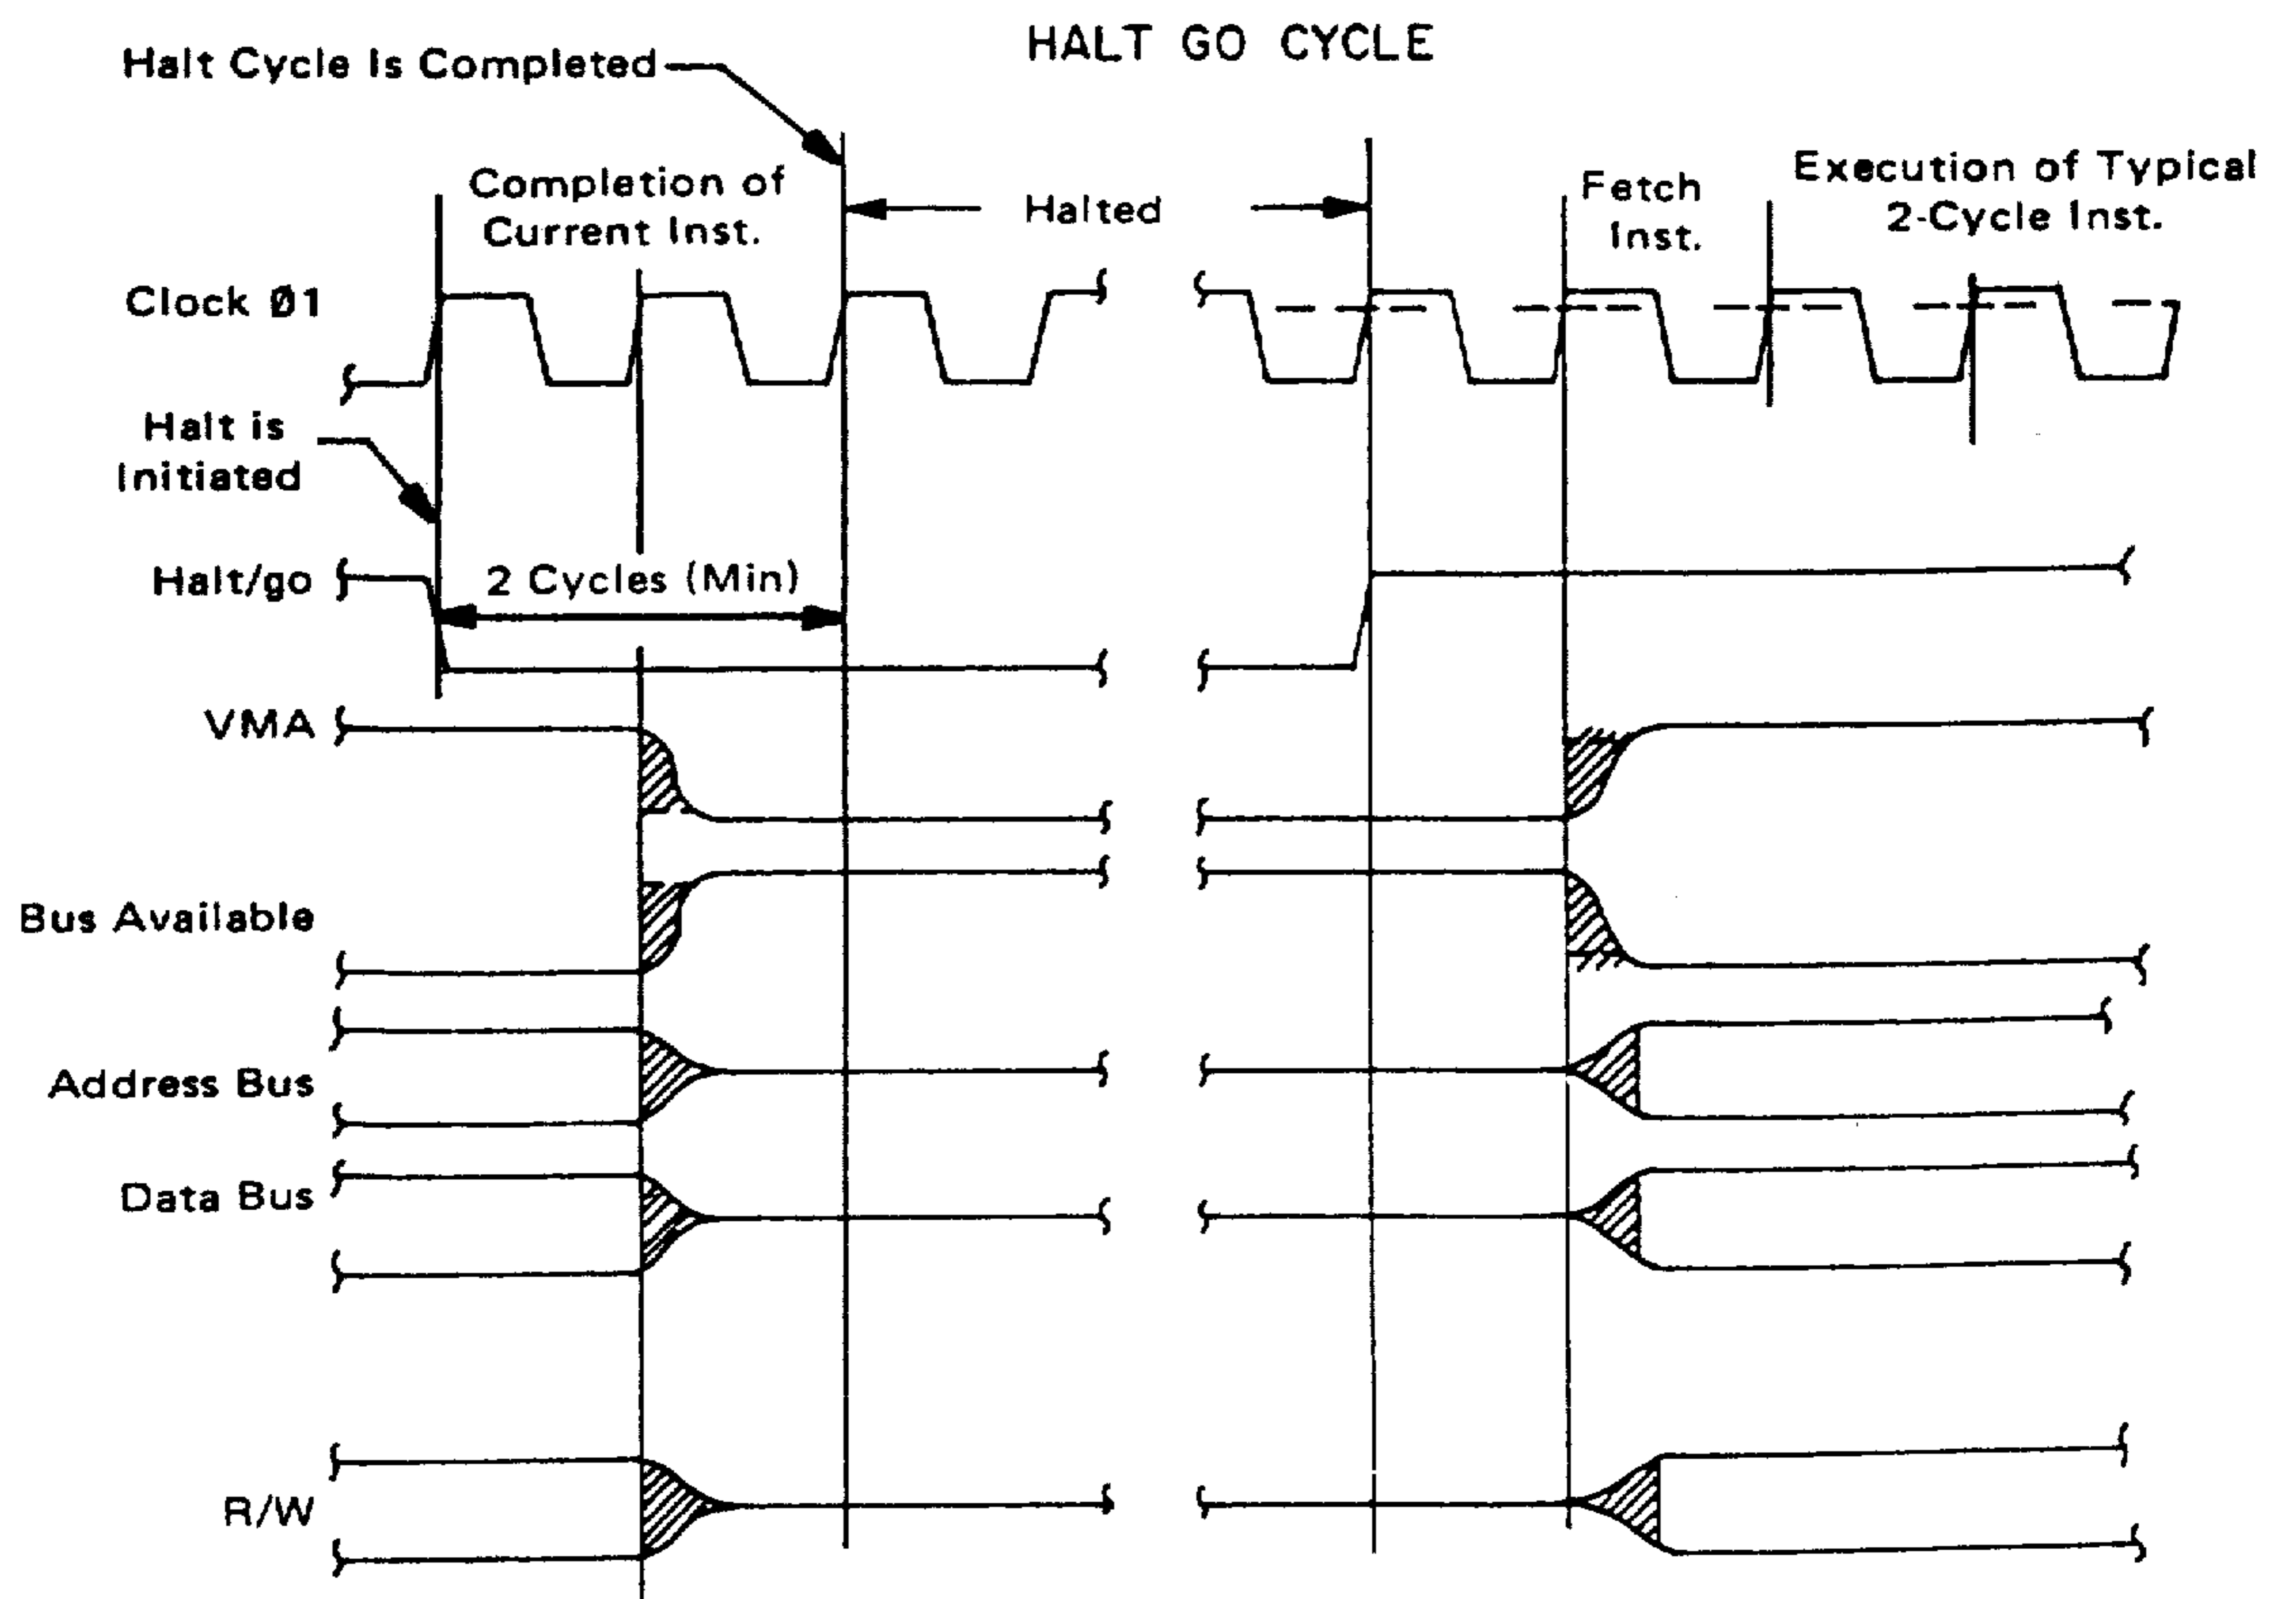 HALT GO CYCLE
Halt Cycle Is Completed
Completion of
Current Inst.
Halted
Fetch
Inst.
Execution of Typical
2-Cycle Inst.
Clock Ø1
Halt is
Initiated
Halt/go
2 Cycles (Min)
VMA
Bus Available
Address Bus
Data Bus
R/W